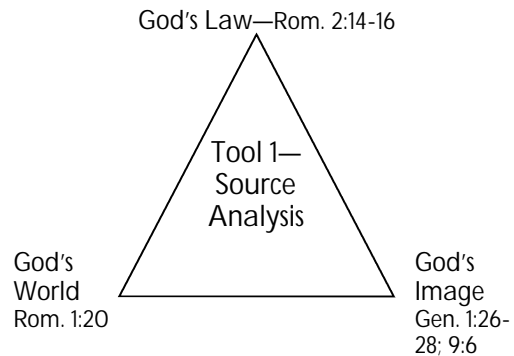 God's Law—Rom. 2:14-16
Tool 1—
Source
Analysis
God's
World
Rom. 1:20
God's
Image
Gen. 1:26-
28; 9:6